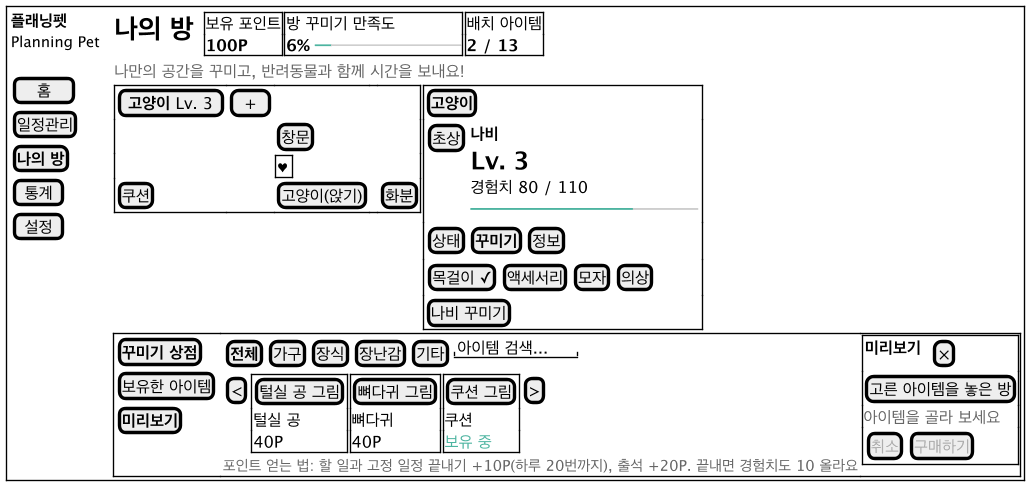 플래닝펫
Planning Pet
홈
일정관리
나의 방
통계
설정
나의 방
보유 포인트
100P
방 꾸미기 만족도
6%
배치 아이템
2 / 13
나만의 공간을 꾸미고, 반려동물과 함께 시간을 보내요!
고양이 Lv. 3
+
창문
♥
쿠션
고양이(앉기)
화분
고양이
초상
나비
Lv. 3
경험치 80 / 110
상태
꾸미기
정보
목걸이 ✓
액세서리
모자
의상
나비 꾸미기
꾸미기 상점
보유한 아이템
미리보기
전체
가구
장식
장난감
기타
아이템 검색...
<
털실 공 그림
털실 공
40P
뼈다귀 그림
뼈다귀
40P
쿠션 그림
쿠션
보유 중
>
포인트 얻는 법: 할 일과 고정 일정 끝내기 +10P(하루 20번까지), 출석 +20P. 끝내면 경험치도 10 올라요
미리보기
×
고른 아이템을 놓은 방
아이템을 골라 보세요
취소
구매하기